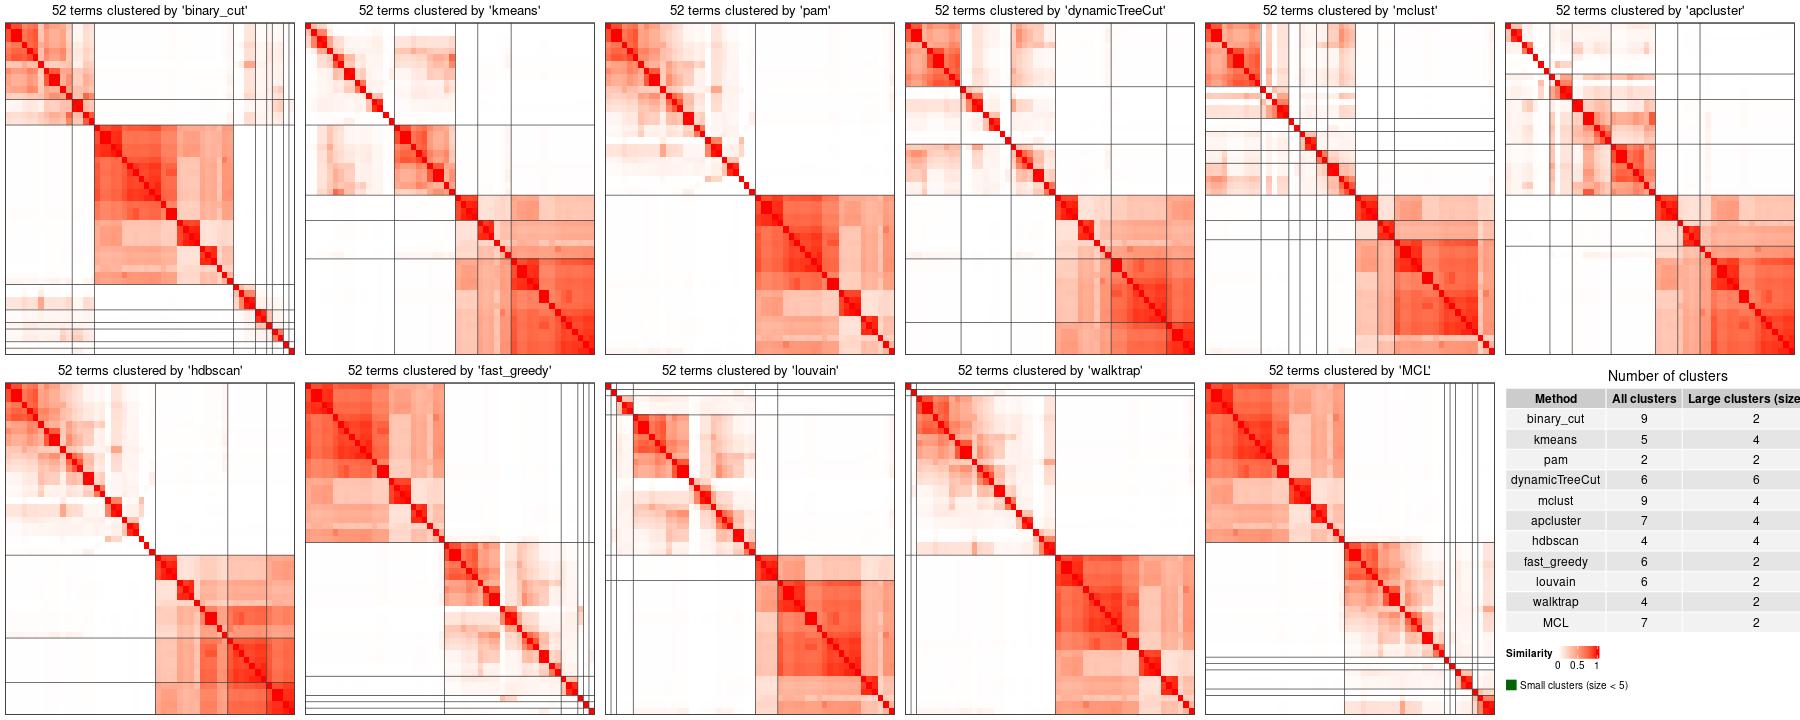 52 terms clustered by 'binary_cut'
52 terms clustered by 'kmeans'
52 terms clustered by 'pam'
52 terms clustered by 'dynamicTreeCut'
52 terms clustered by 'mclust'
52 terms clustered by 'apcluster'
52 terms clustered by 'hdbscan'
52 terms clustered by 'fast_greedy'
52 terms clustered by 'louvain'
52 terms clustered by 'walktrap'
52 terms clustered by 'MCL'
Number of clusters
Method All clusters Large clusters (size
binary_cut 9 2
kmeans 5 4
pam 2 2
dynamicTreeCut 6 6
mclust 9 4
apcluster 7 4
hdbscan 4 4
fast_greedy 6 2
louvain 6 2
walktrap 4 2
MCL 7 2
Similarity
0 0.5 1
Small clusters (size < 5)